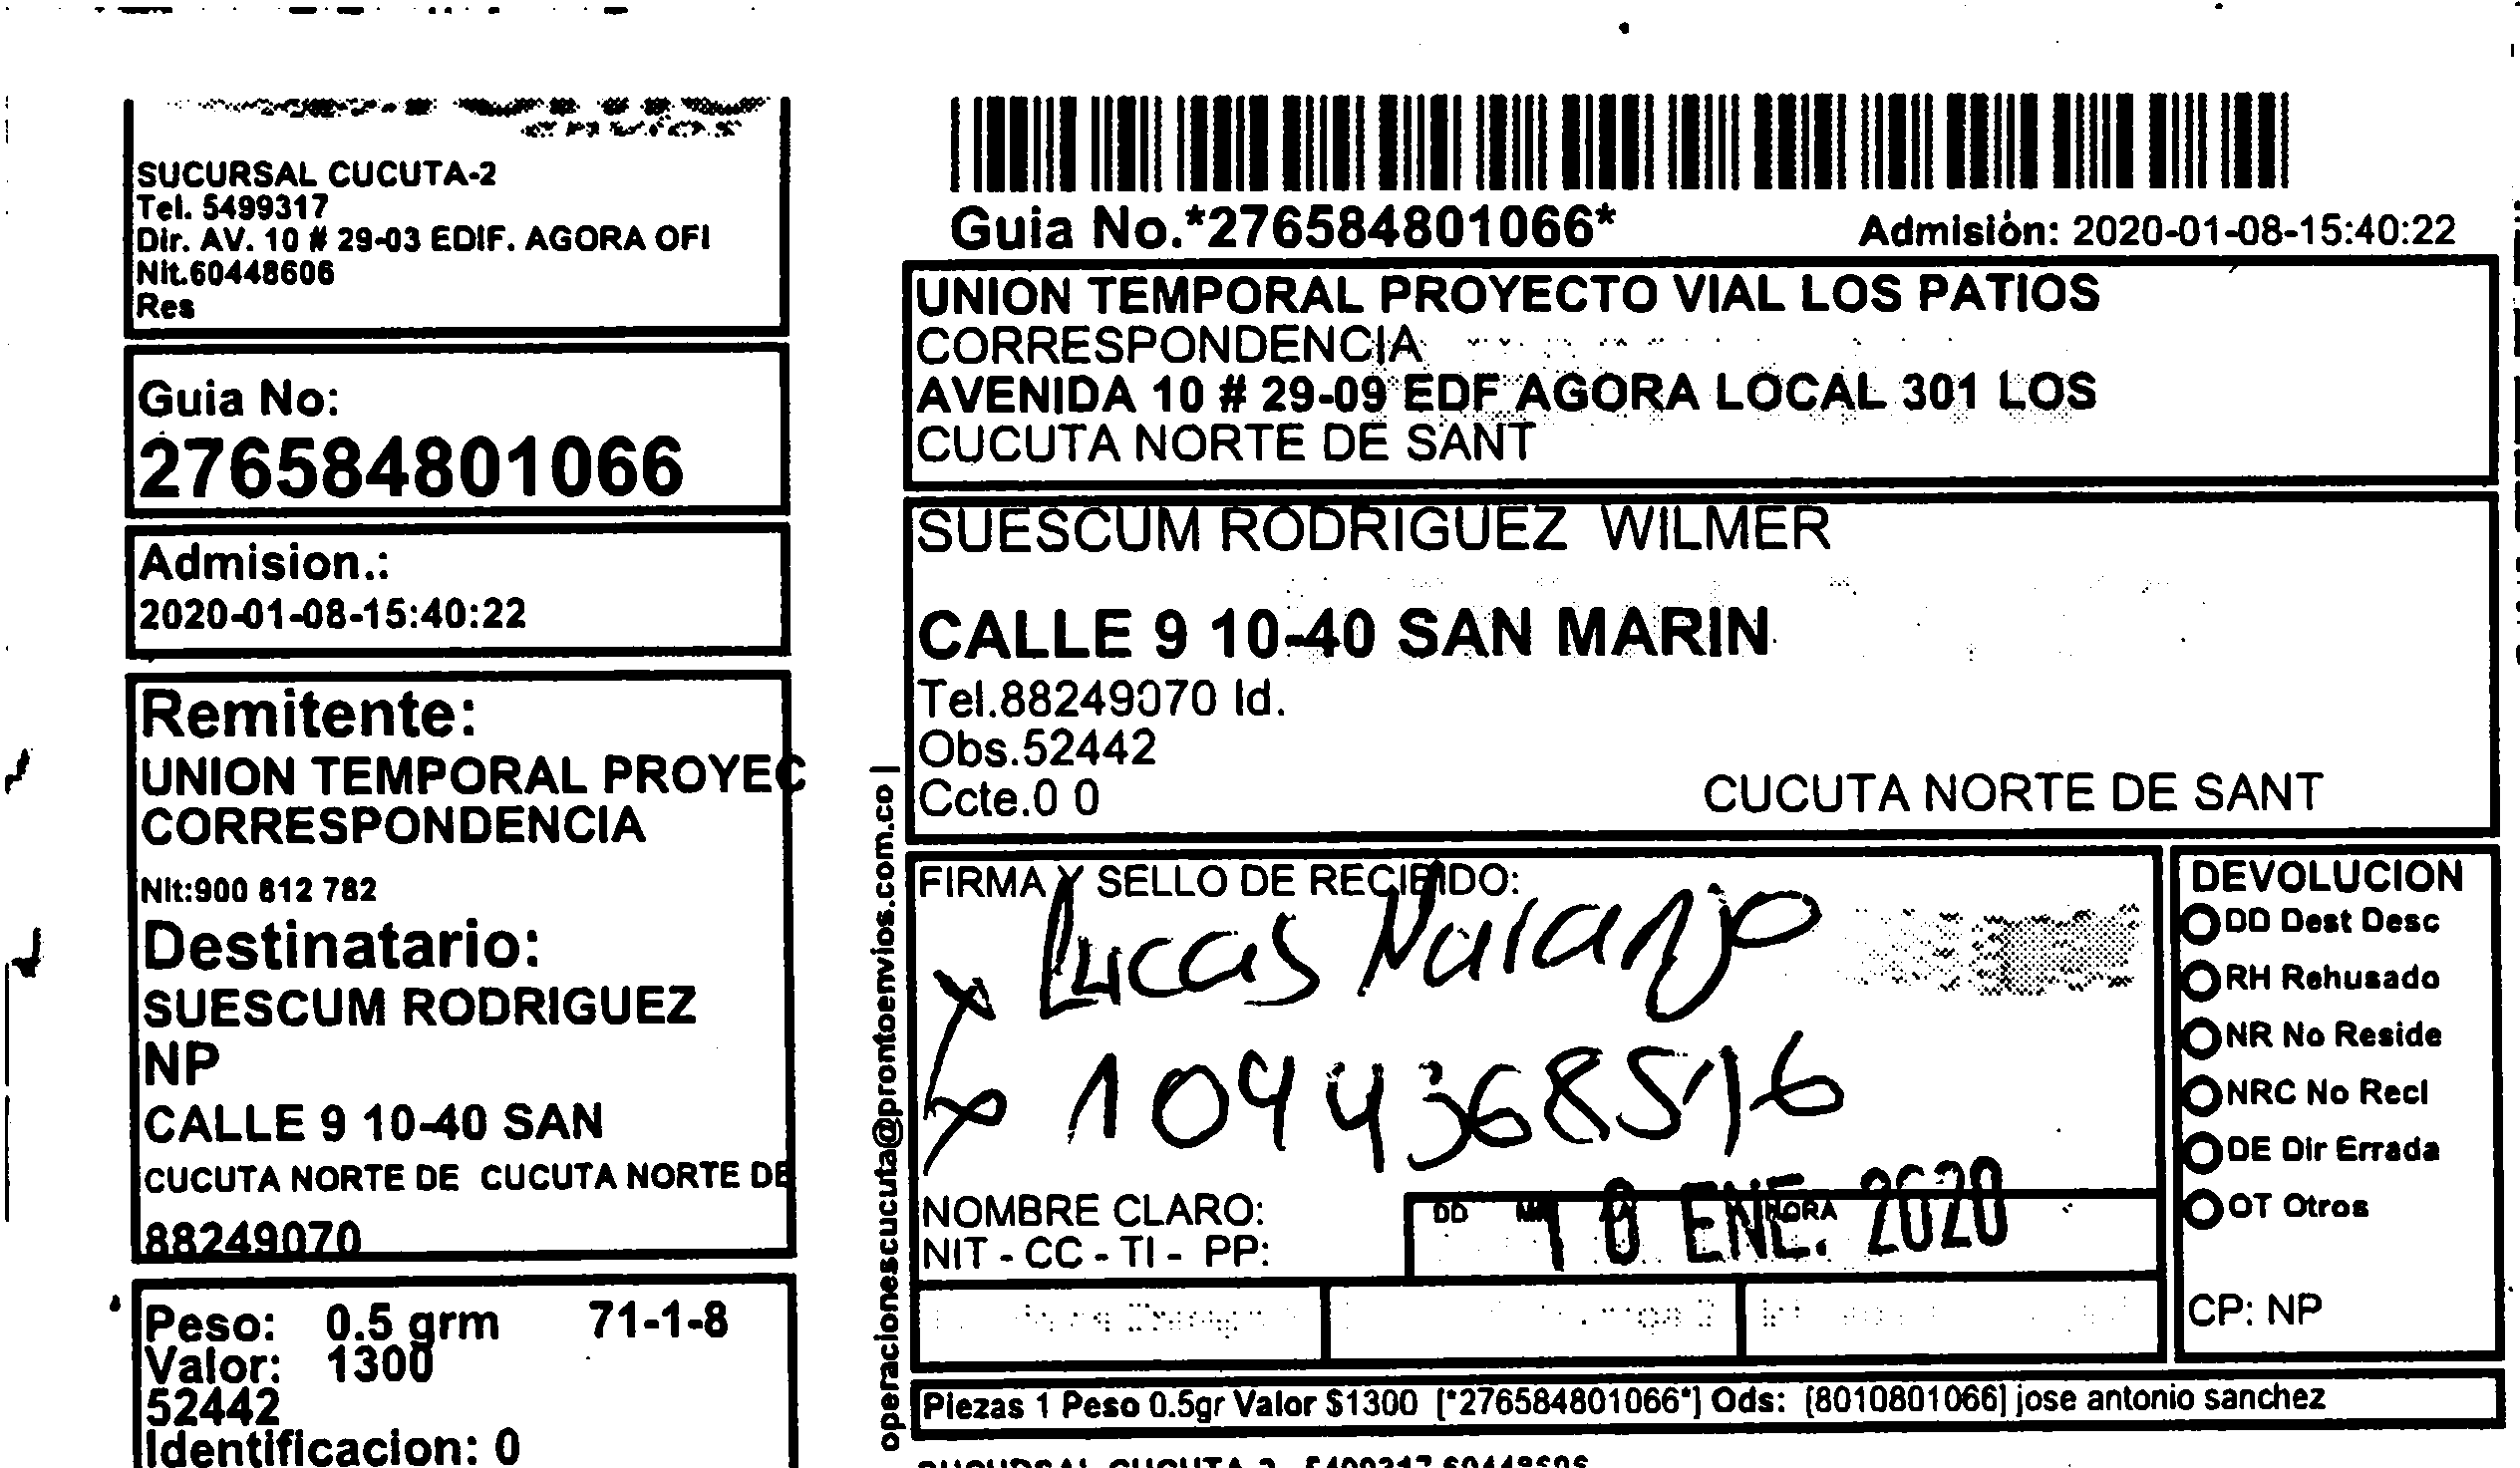 SUCURSAL CUCUTA-2
Tel. 5499317
Dir. AV. 10 # 29-03 EDIF. AGORA OFI
Nit.60448606
Res
Guia No:
276584801066
Admision.:
2020-01-08-15:40:22
Remitente:
UNION TEMPORAL PROYEC
CORRESPONDENCIA
Nit:900 812 782
Destinatario:
SUESCUM RODRIGUEZ
NP
CALLE 9 10-40 SAN
CUCUTA NORTE DE CUCUTA NORTE DE
88249070
Peso: 0.5 grm 71-1-8
Valor: 1300
52442
Identificacion: 0
Guia No.*276584801066* Admisión: 2020-01-08-15:40:22
UNION TEMPORAL PROYECTO VIAL LOS PATIOS
CORRESPONDENCIA
AVENIDA 10 # 29-09 EDF AGORA LOCAL 301 LOS
CUCUTA NORTE DE SANT
SUESCUM RODRIGUEZ WILMER
CALLE 9 10-40 SAN MARIN
Tel.88249070 Id.
Obs.52442
Ccte.0 0
CUCUTA NORTE DE SANT
operacionescucuta@prontoenvios.com.co |
FIRMA Y SELLO DE RECIBIDO:
Lucas Naranjo
1094368516
NOMBRE CLARO:
NIT - CC - TI - PP:
DD HORA
10 ENE. 2020
DEVOLUCION
DD Dest Desc
RH Rehusado
NR No Reside
NRC No Recl
DE Dir Errada
OT Otros
CP: NP
Piezas 1 Peso 0.5gr Valor $1300 [*276584801066*] Ods: [8010801066] jose antonio sanchez